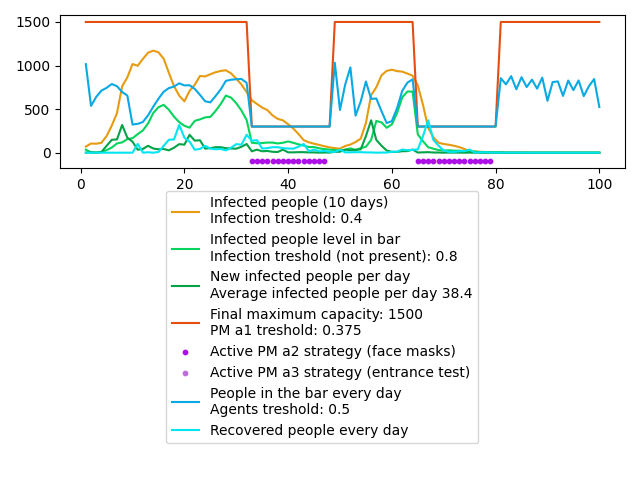 1500
1000
500
0
0 20 40 60 80 100
Infected people (10 days)
Infection treshold: 0.4
Infected people level in bar
Infection treshold (not present): 0.8
New infected people per day
Average infected people per day 38.4
Final maximum capacity: 1500
PM a1 treshold: 0.375
Active PM a2 strategy (face masks)
Active PM a3 strategy (entrance test)
People in the bar every day
Agents treshold: 0.5
Recovered people every day